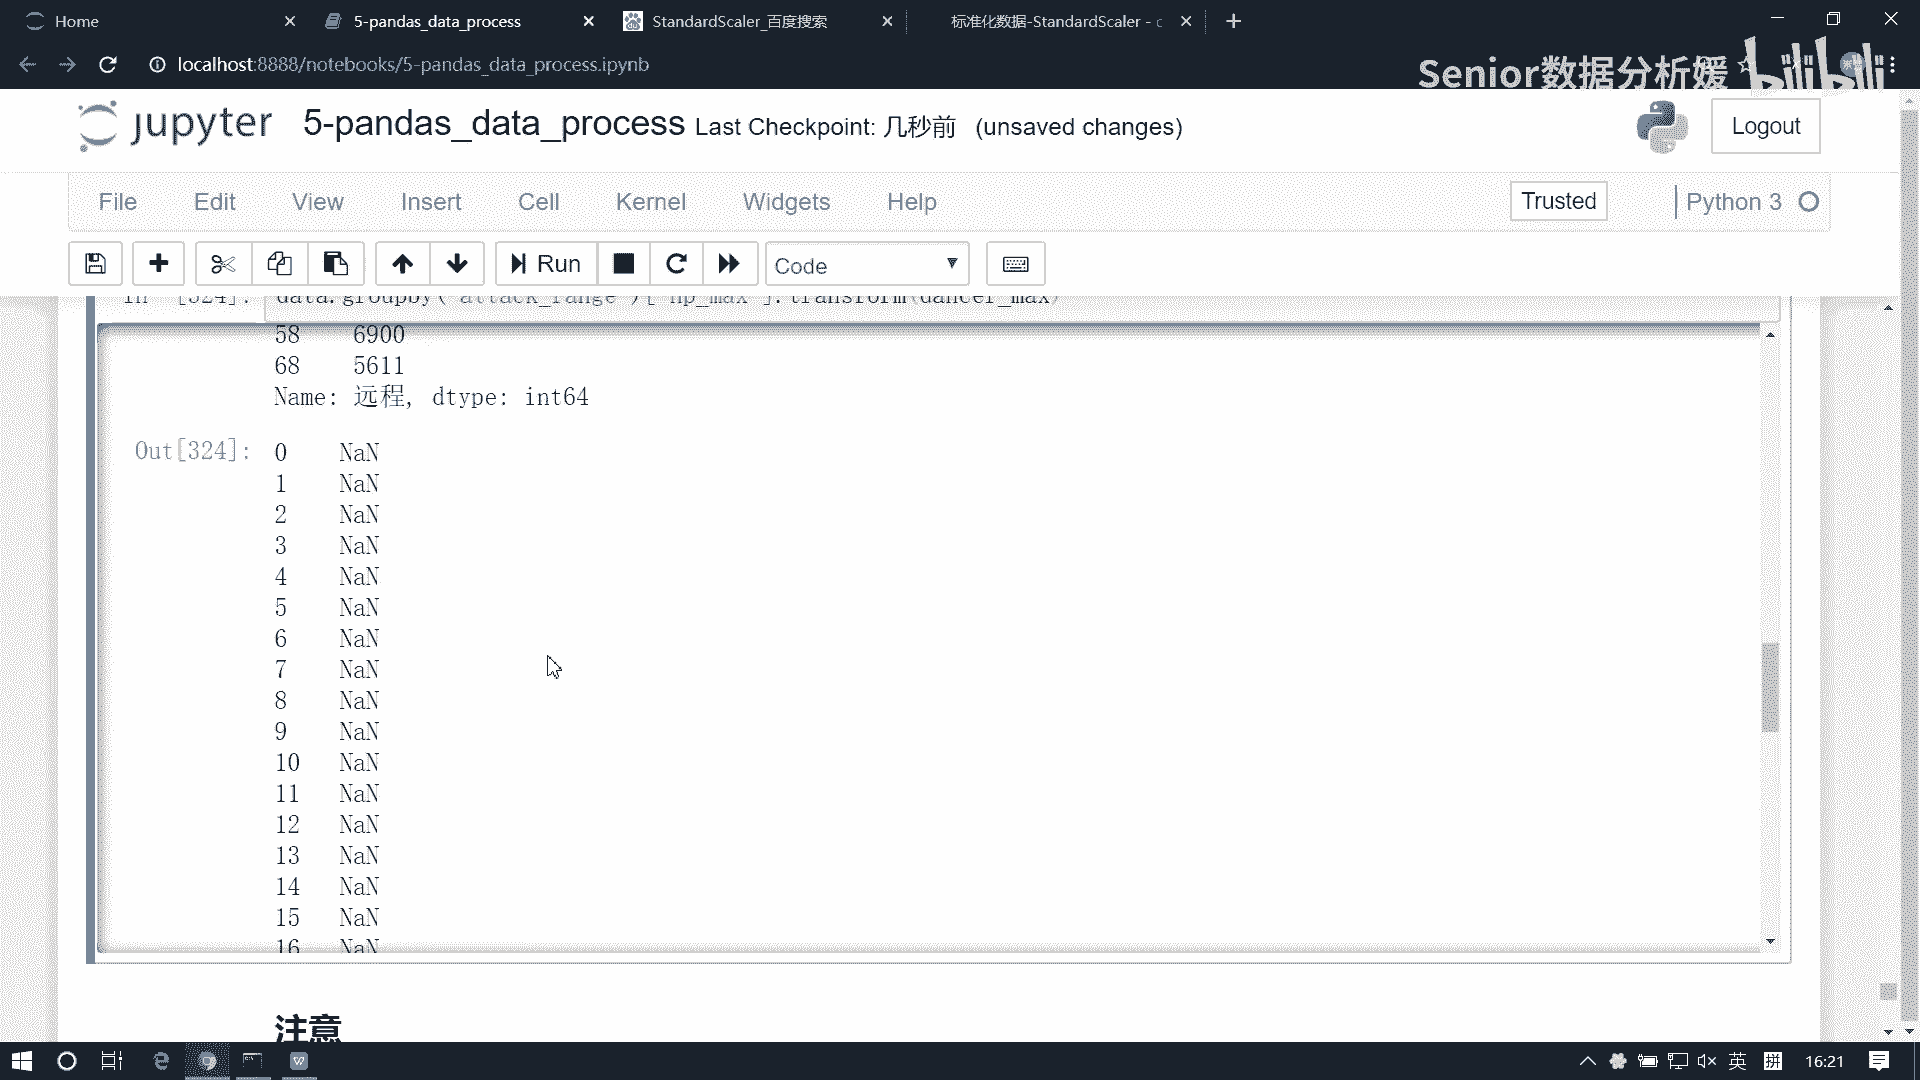 Home
5-pandas_data_process
StandardScaler_百度搜索
标准化数据-StandardScaler - c
localhost:8888/notebooks/5-pandas_data_process.ipynb
Senior数据分析媛
bilibili
jupyter
5-pandas_data_process Last Checkpoint: 几秒前 (unsaved changes)
Logout
File Edit View Insert Cell Kernel Widgets Help
Trusted
Python 3
Run
Code
In [324]: data.groupby('attack_range')['hp_max'].transform(dancer_max)
58 6900
68 5611
Name: 远程, dtype: int64
Out[324]: 0 NaN
1 NaN
2 NaN
3 NaN
4 NaN
5 NaN
6 NaN
7 NaN
8 NaN
9 NaN
10 NaN
11 NaN
12 NaN
13 NaN
14 NaN
15 NaN
16 NaN
注意
英 拼 16:21